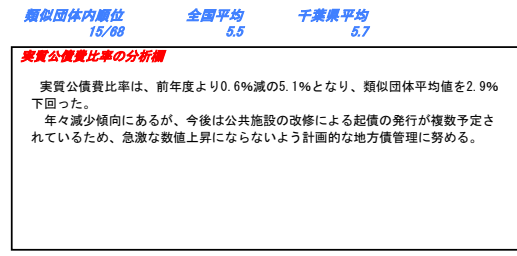 類似団体内順位 全国平均 千葉県平均
15/68 5.5 5.7
実質公債費比率の分析欄
実質公債費比率は、前年度より0.6%減の5.1%となり、類似団体平均値を2.9%
下回った。
年々減少傾向にあるが、今後は公共施設の改修による起債の発行が複数予定さ
れているため、急激な数値上昇にならないよう計画的な地方債管理に努める。